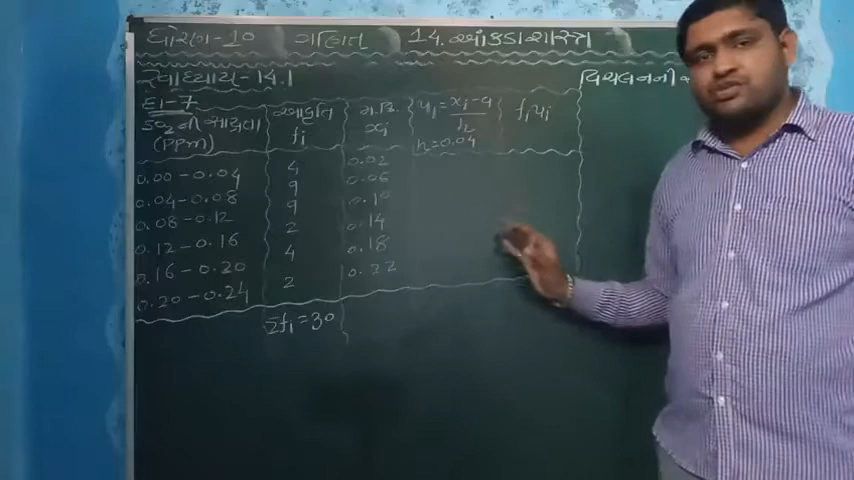 ધોરણ-10 ગણિત 14. આંકડાશાસ્ત્ર
સ્વાધ્યાય-14.1
વિચલનની
દા-7
SO₂ ની સાંદ્રતા
(PPM)
આવૃત્તિ
fi
મ.કિ.
xi
ui = xi-a/h
h=0.04
fiui
0.00-0.04 4 0.02
0.04-0.08 9 0.06
0.08-0.12 9 0.10
0.12-0.16 2 0.14
0.16-0.20 4 0.18
0.20-0.24 2 0.22
Σfi=30